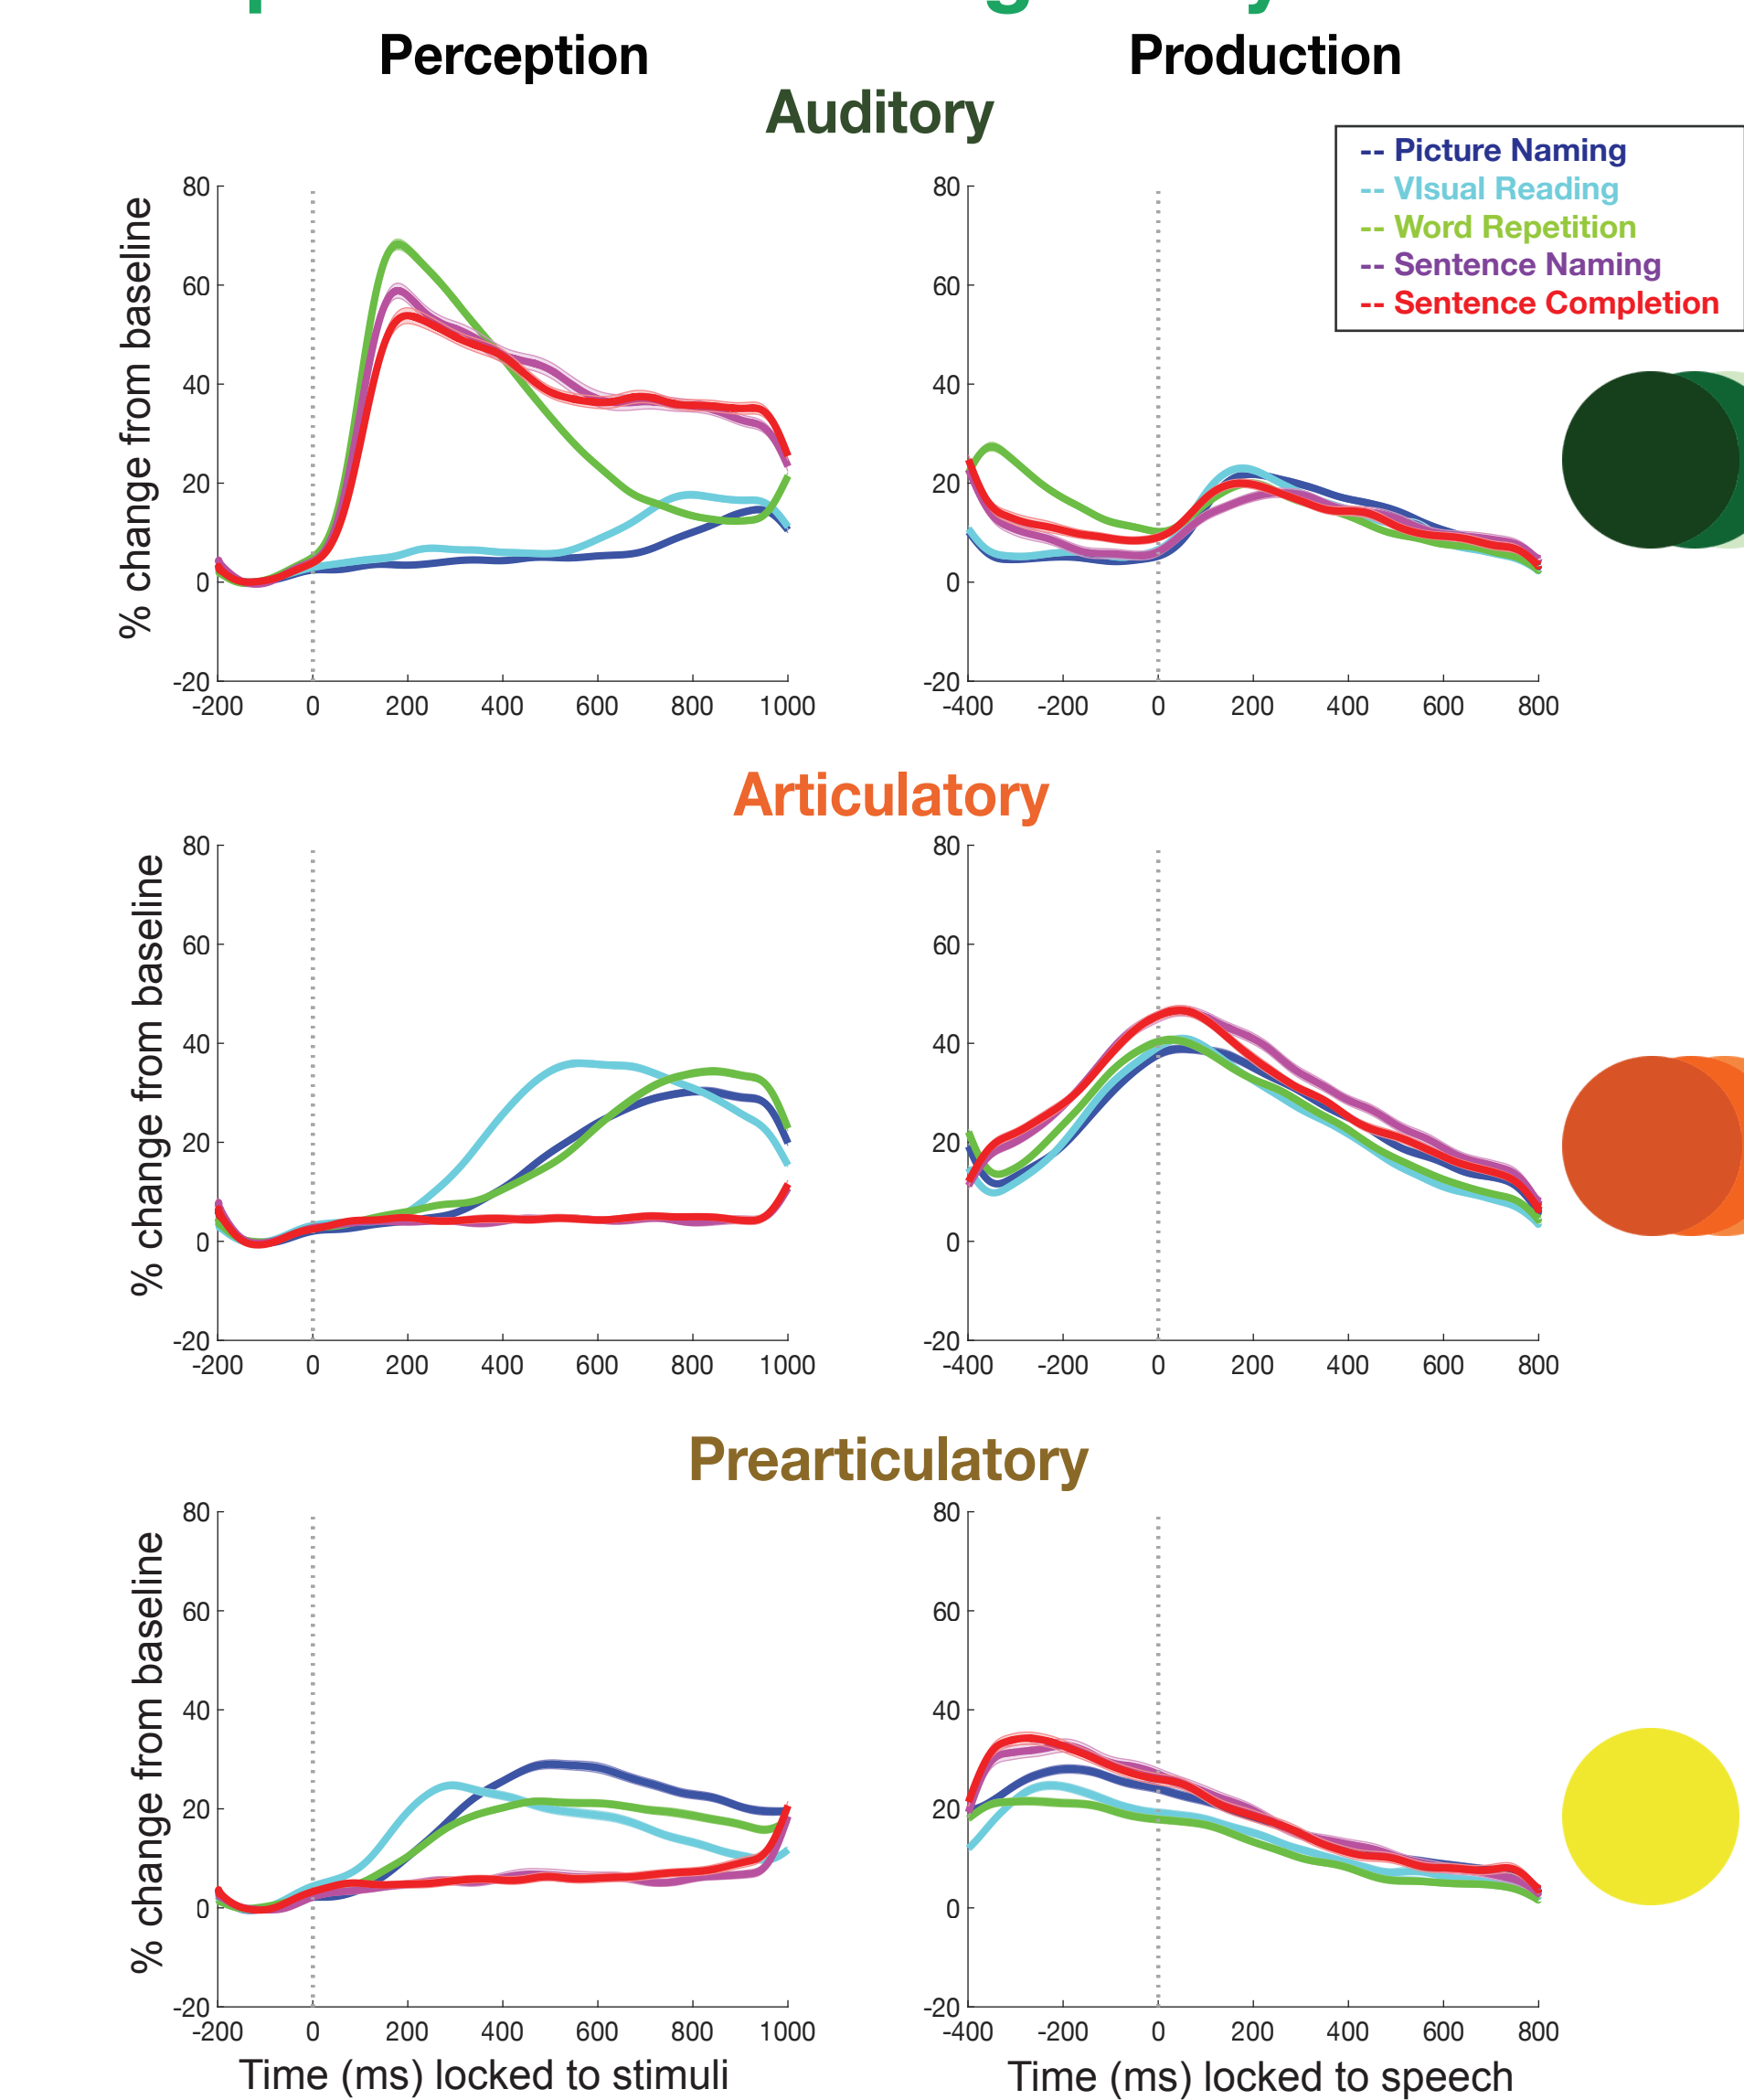 Perception Production
Auditory
-- Picture Naming
-- VIsual Reading
-- Word Repetition
-- Sentence Naming
-- Sentence Completion
% change from baseline
80
60
40
20
0
-20
-200 0 200 400 600 800 1000
80
60
40
20
0
-20
-400 -200 0 200 400 600 800
Articulatory
% change from baseline
80
60
40
20
0
-20
-200 0 200 400 600 800 1000
80
60
40
20
0
-20
-400 -200 0 200 400 600 800
Prearticulatory
% change from baseline
80
60
40
20
0
-20
-200 0 200 400 600 800 1000
Time (ms) locked to stimuli
80
60
40
20
0
-20
-400 -200 0 200 400 600 800
Time (ms) locked to speech